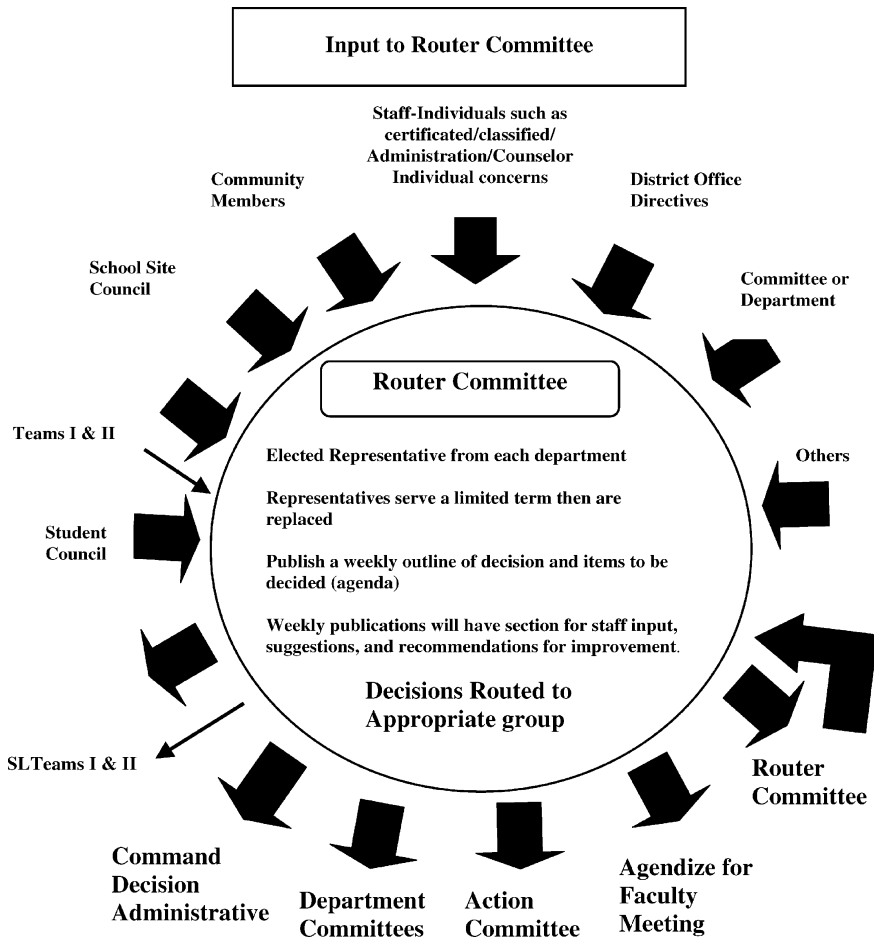 Input to Router Committee
Staff-Individuals such as
certificated/classified/
Administration/Counselor
Individual concerns
Community
Members
District Office
Directives
School Site
Council
Committee or
Department
Router Committee
Teams I & II
Elected Representative from each department
Others
Representatives serve a limited term then are
replaced
Student
Council
Publish a weekly outline of decision and items to be
decided (agenda)
Weekly publications will have section for staff input,
suggestions, and recommendations for improvement.
Decisions Routed to
Appropriate group
SLTeams I & II
Router
Committee
Command
Decision
Administrative
Department
Committees
Action
Committee
Agendize for
Faculty
Meeting